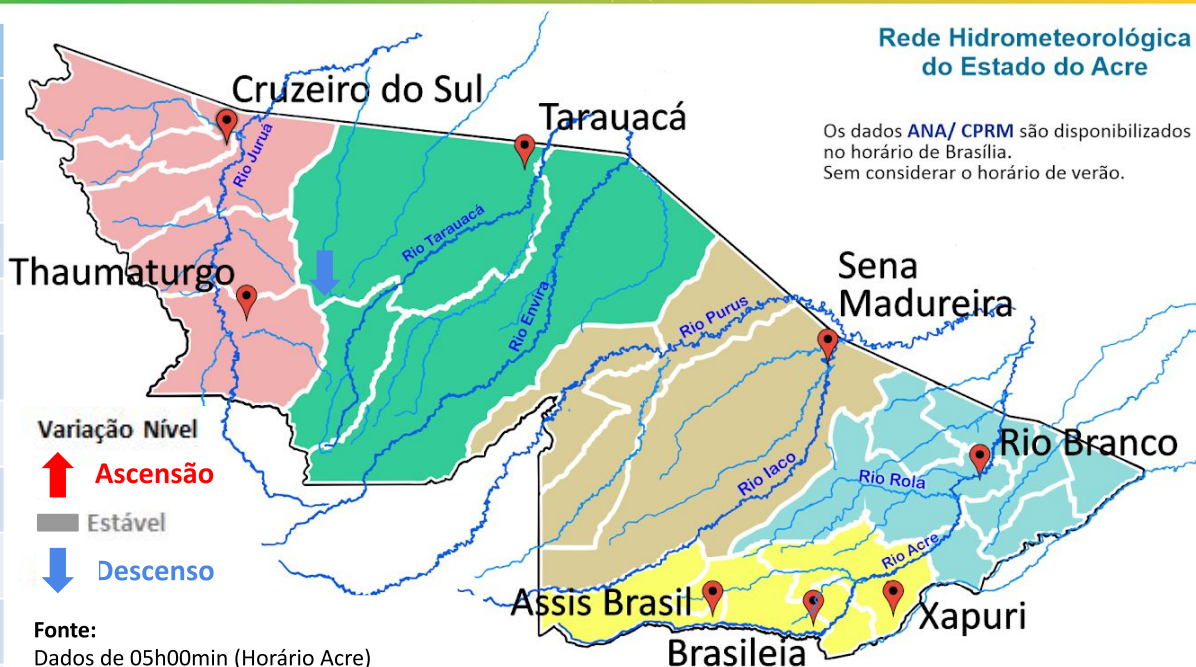 Rede Hidrometeorológica
do Estado do Acre
Os dados ANA/ CPRM são disponibilizados
no horário de Brasília.
Sem considerar o horário de verão.
Cruzeiro do Sul
Tarauacá
Rio Juruá
Rio Tarauacá
Thaumaturgo
Rio Envira
Sena
Madureira
Rio Purus
Variação Nível
Ascensão
Estável
Descenso
Rio Branco
Rio Iaco
Rio Rolá
Rio Acre
Assis Brasil
Xapuri
Brasileia
Fonte:
Dados de 05h00min (Horário Acre)